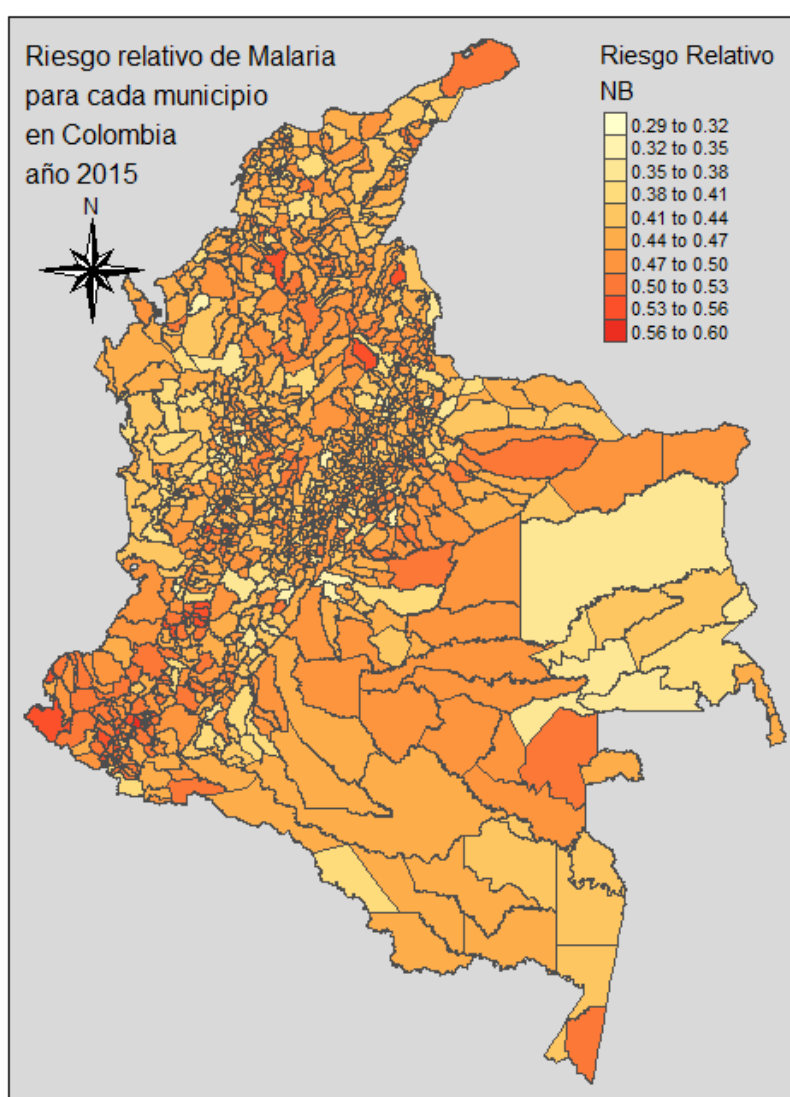 Riesgo relativo de Malaria
para cada municipio
en Colombia
año 2015
N
Riesgo Relativo
NB
0.29 to 0.32
0.32 to 0.35
0.35 to 0.38
0.38 to 0.41
0.41 to 0.44
0.44 to 0.47
0.47 to 0.50
0.50 to 0.53
0.53 to 0.56
0.56 to 0.60